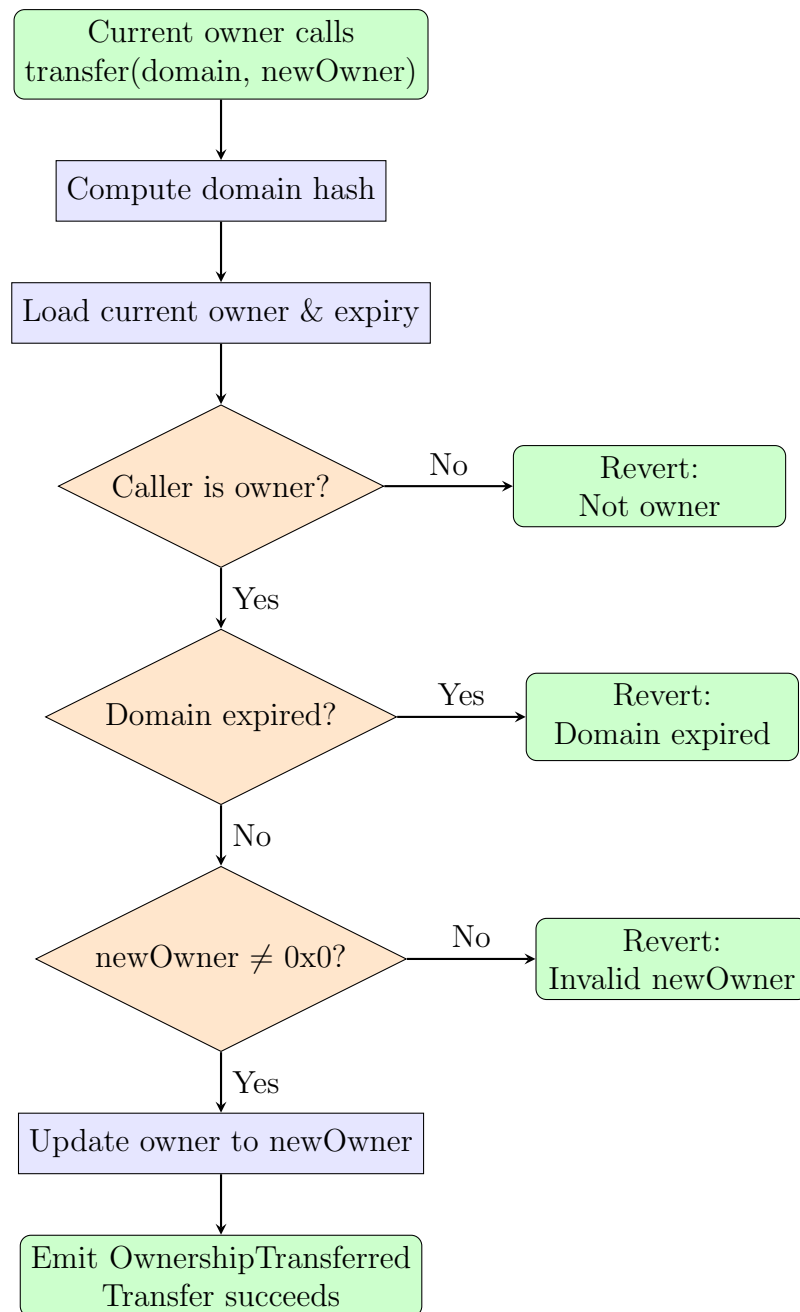 Current owner calls
transfer(domain, newOwner)
Compute domain hash
Load current owner & expiry
Caller is owner?
No
Revert:
Not owner
Yes
Domain expired?
Yes
Revert:
Domain expired
No
newOwner ≠ 0x0?
No
Revert:
Invalid newOwner
Yes
Update owner to newOwner
Emit OwnershipTransferred
Transfer succeeds